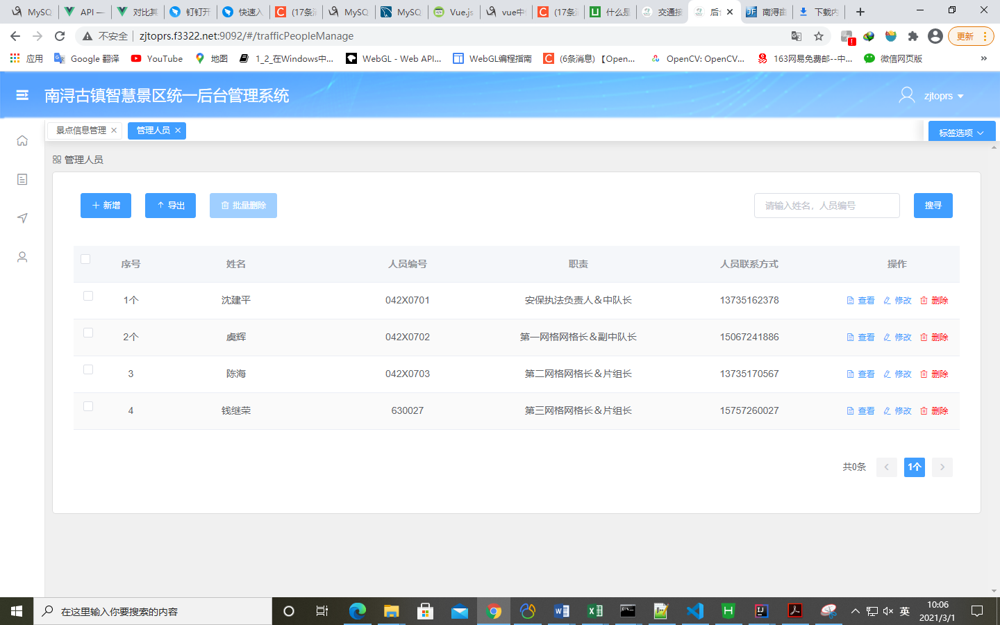 MySQ API — 对比其 钉钉开 快速入 (17条消 MySQ MySQ Vue.js vue中 (17条消 什么是 交通接 后台 南浔 下载内
不安全 zjtoprs.f3322.net:9092/#/trafficPeopleManage 更新
应用 Google 翻译 YouTube 地图 1_2_在Windows中... WebGL - Web API... WebGL编程指南 (6条消息) 【Open... OpenCV: OpenCV... 163网易免费邮--中... 微信网页版 »
南浔古镇智慧景区统一后台管理系统 zjtoprs
景点信息管理 管理人员 标签选项
管理人员
新增 导出 批量删除 请输入姓名，人员编号 搜寻
序号 姓名 人员编号 职责 人员联系方式 操作
1个 沈建平 042X0701 安保执法负责人＆中队长 13735162378 查看 修改 删除
2个 虞辉 042X0702 第一网格网格长＆副中队长 15067241886 查看 修改 删除
3 陈海 042X0703 第二网格网格长＆片组长 13735170567 查看 修改 删除
4 钱继荣 630027 第三网格网格长＆片组长 15757260027 查看 修改 删除
共0条 1个
在这里输入你要搜索的内容 英 10:06
2021/3/1